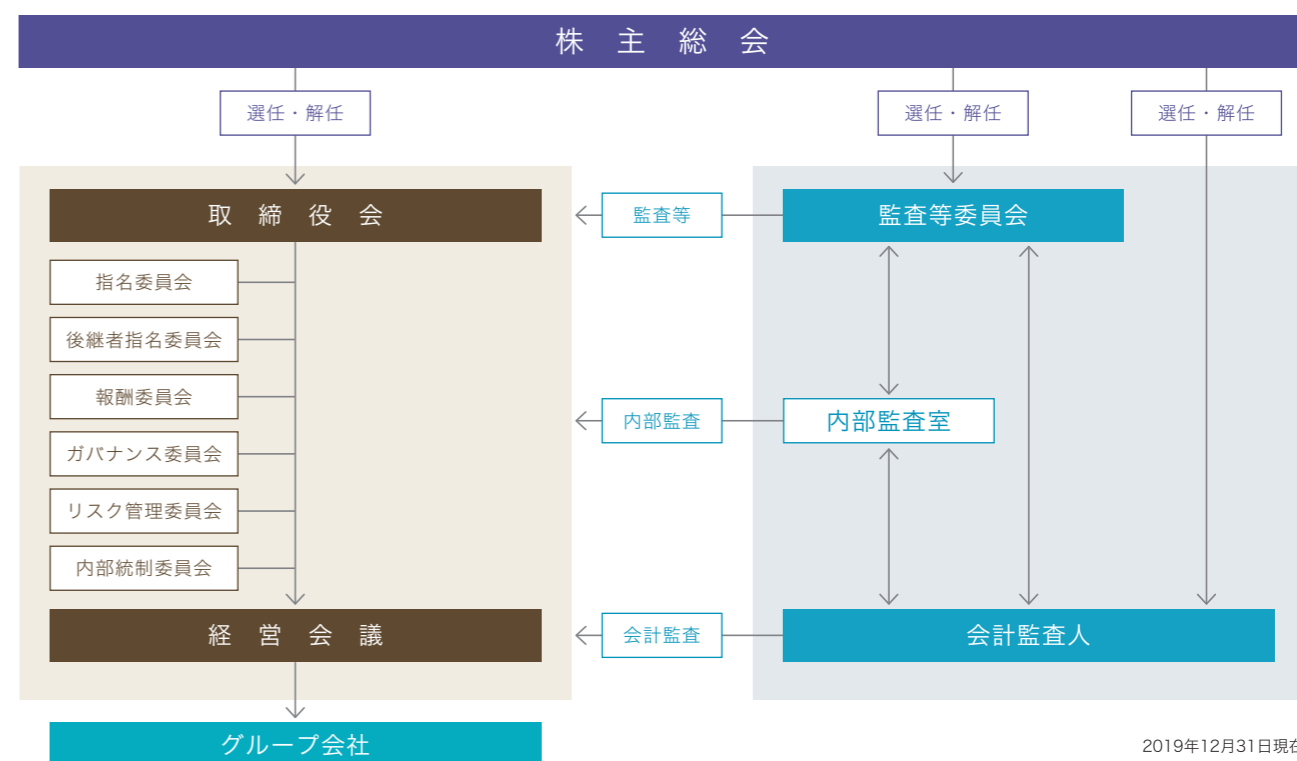 株主総会
選任・解任
選任・解任
選任・解任
取締役会
監査等
監査等委員会
指名委員会
後継者指名委員会
報酬委員会
内部監査
内部監査室
ガバナンス委員会
リスク管理委員会
内部統制委員会
経営会議
会計監査
会計監査人
グループ会社
2019年12月31日現在